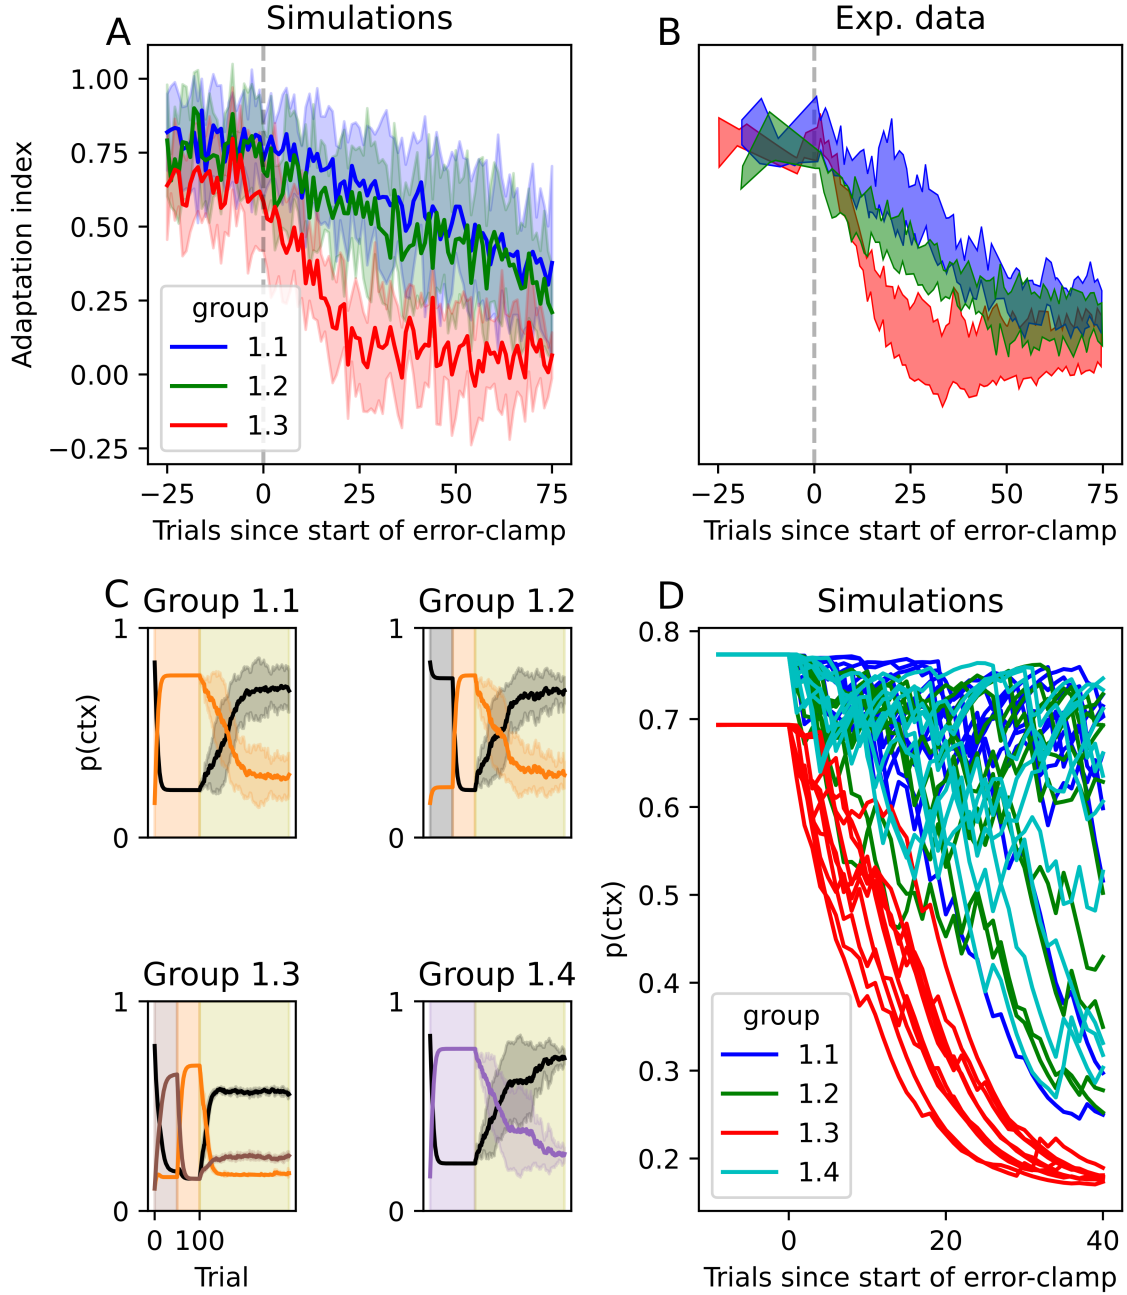 A
Simulations
Adaptation index
1.00
0.75
0.50
0.25
0.00
−0.25
group
1.1
1.2
1.3
−25
0
25
50
75
Trials since start of error-clamp
B
Exp. data
−25
0
25
50
75
Trials since start of error-clamp
C
Group 1.1
1
p(ctx)
0
Group 1.2
1
0
Group 1.3
1
0
0
100
Trial
Group 1.4
1
0
D
Simulations
p(ctx)
0.8
0.7
0.6
0.5
0.4
0.3
0.2
group
1.1
1.2
1.3
1.4
0
20
40
Trials since start of error-clamp